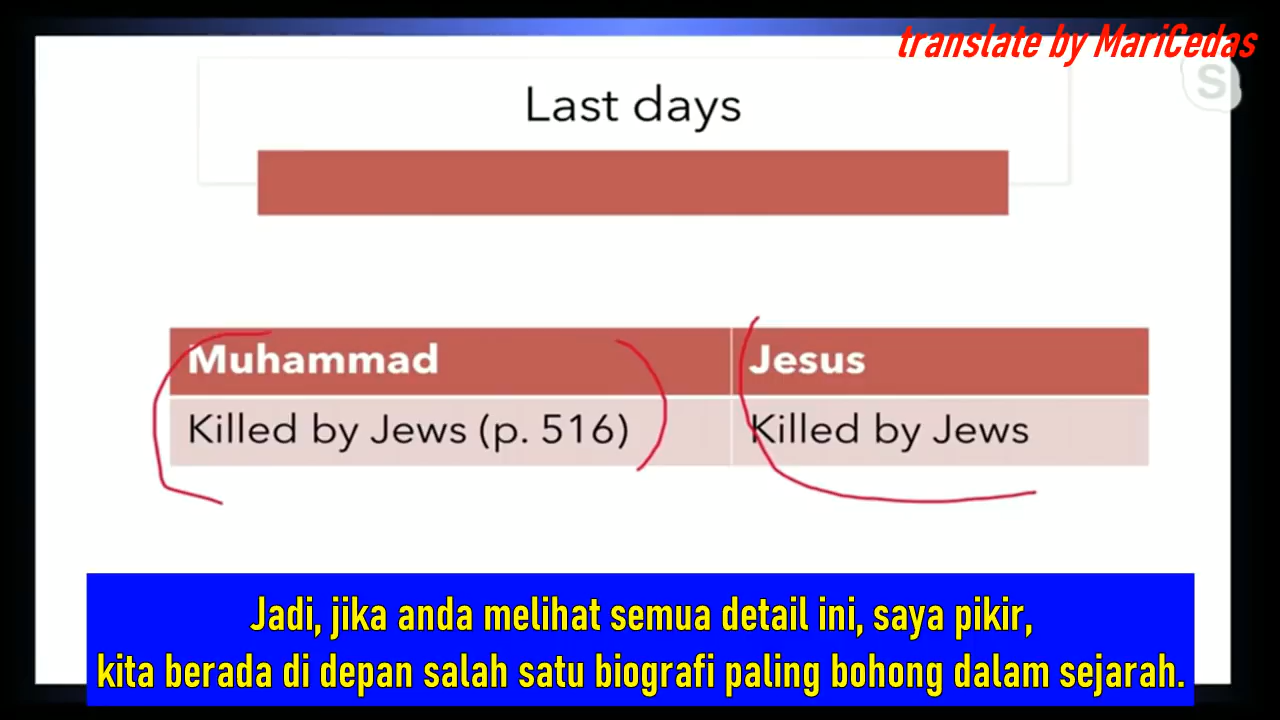 translate by MariCedas
S
Last days
Muhammad
Jesus
Killed by Jews (p. 516)
Killed by Jews
Jadi, jika anda melihat semua detail ini, saya pikir,
kita berada di depan salah satu biografi paling bohong dalam sejarah.